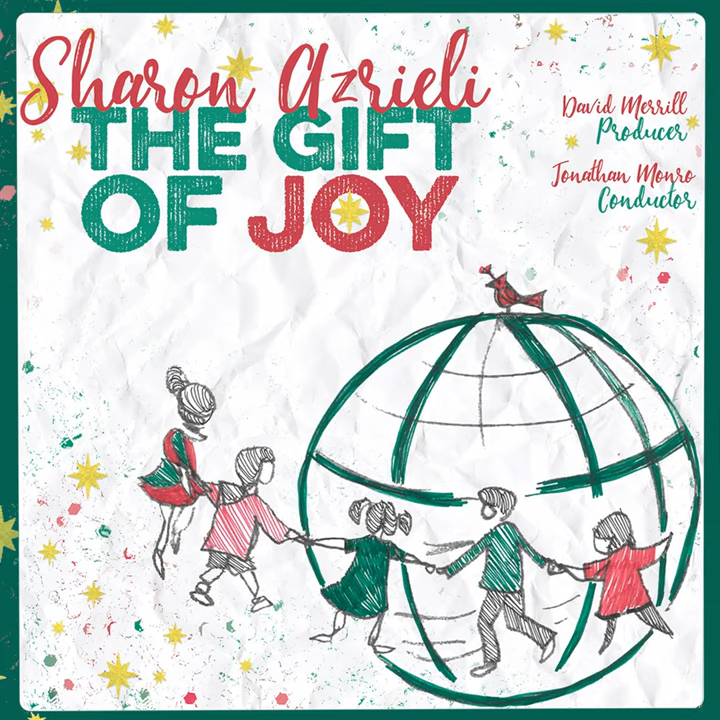 Sharon Azrieli
THE GIFT
OF JOY
David Merrill
Producer
Jonathan Monro
Conductor